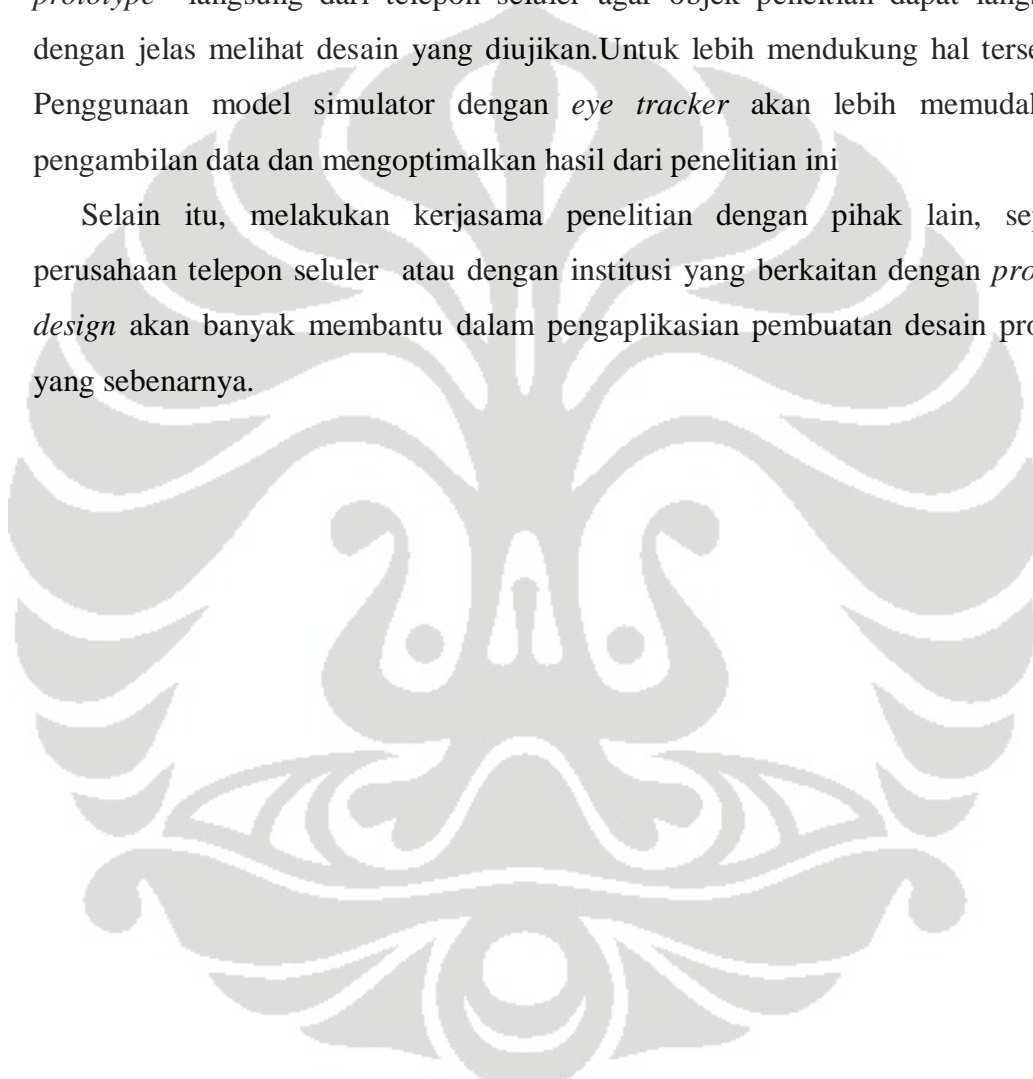 prototype langsung dari telepon seluler agar objek penelitian dapat langs
dengan jelas melihat desain yang diujikan.Untuk lebih mendukung hal terse
Penggunaan model simulator dengan eye tracker akan lebih memudal
pengambilan data dan mengoptimalkan hasil dari penelitian ini
Selain itu, melakukan kerjasama penelitian dengan pihak lain, sep
perusahaan telepon seluler atau dengan institusi yang berkaitan dengan pro
design akan banyak membantu dalam pengaplikasian pembuatan desain pro
yang sebenarnya.